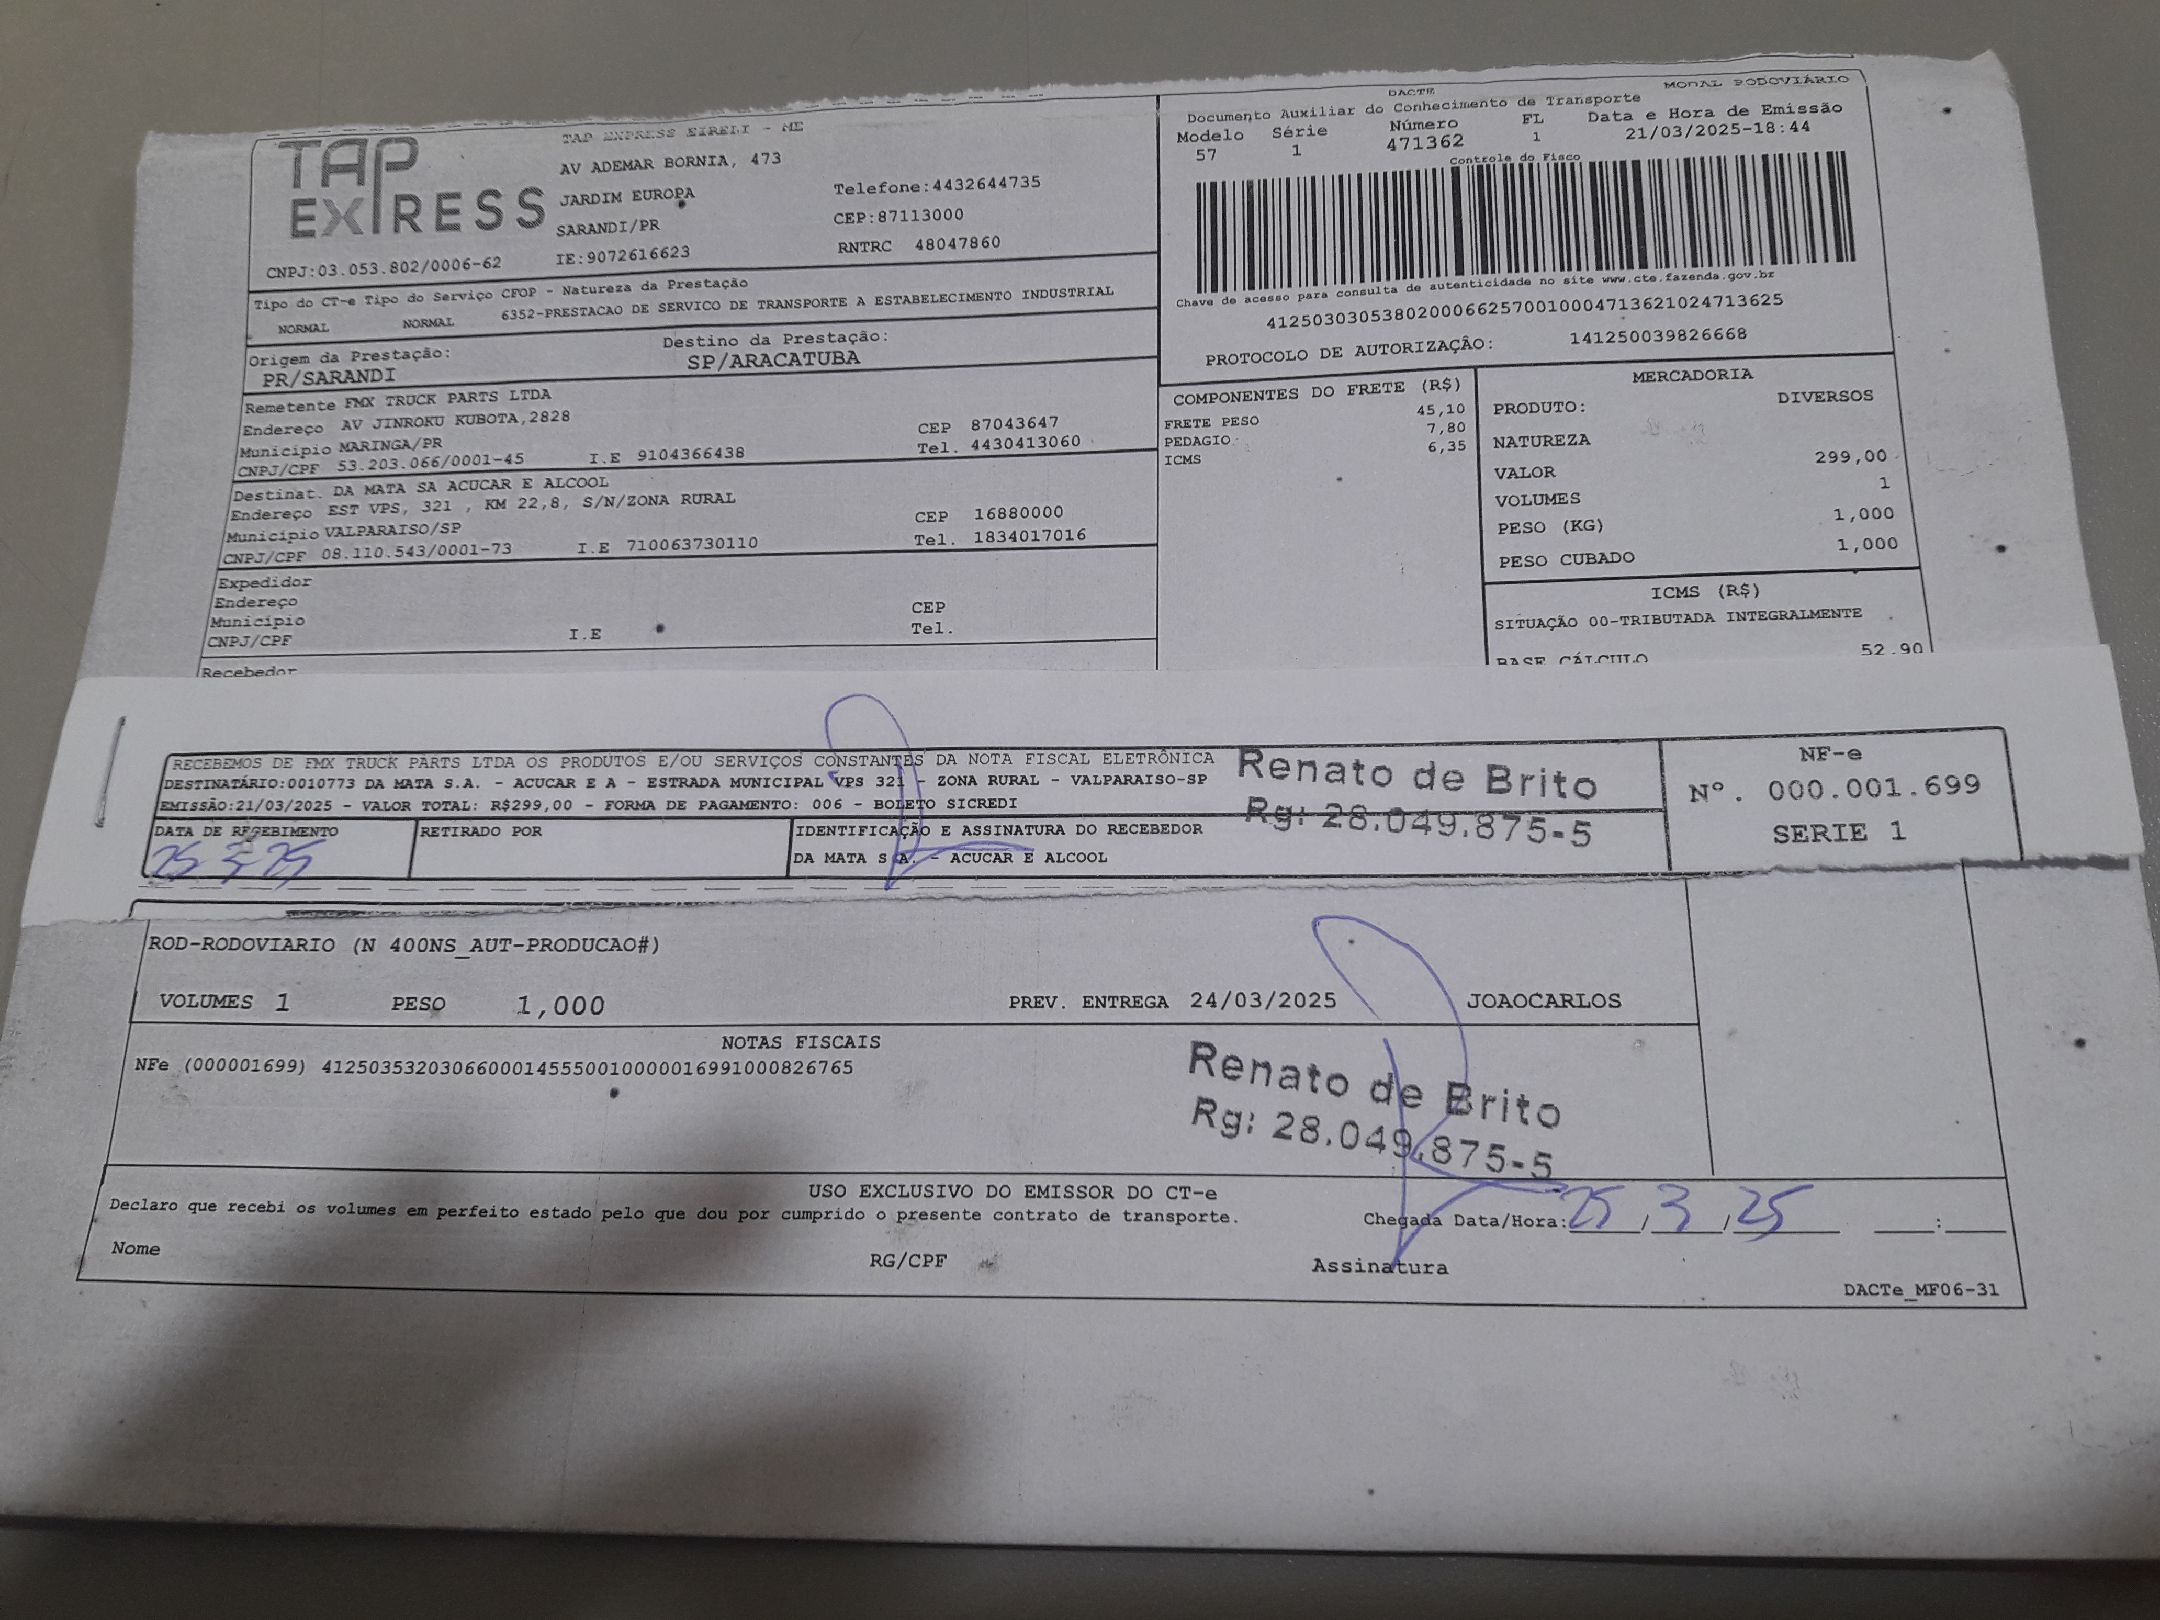 TAP EXPRESS
TAP EXPRESS EIRELI - ME
AV ADEMAR BORNIA, 473
JARDIM EUROPA
Telefone:4432644735
SARANDI/PR
CEP:87113000
IE:9072616623
RNTRC 48047860
CNPJ:03.053.802/0006-62
DACTE
MODAL RODOVIÁRIO
Documento Auxiliar do Conhecimento de Transporte
Modelo Série Número FL Data e Hora de Emissão
57 1 471362 1 21/03/2025-18:44
Controle do Fisco
Chave de acesso para consulta de autenticidade no site www.cte.fazenda.gov.br
41250303053802000662570010004713621024713625
PROTOCOLO DE AUTORIZAÇÃO: 141250039826668
Tipo do CT-e Tipo do Serviço CFOP - Natureza da Prestação
NORMAL NORMAL 6352-PRESTACAO DE SERVICO DE TRANSPORTE A ESTABELECIMENTO INDUSTRIAL
Origem da Prestação: Destino da Prestação:
PR/SARANDI SP/ARACATUBA
Remetente FMX TRUCK PARTS LTDA
Endereço AV JINROKU KUBOTA,2828
CEP 87043647
Município MARINGA/PR
Tel. 4430413060
CNPJ/CPF 53.203.066/0001-45 I.E 9104366438
Destinat. DA MATA SA ACUCAR E ALCOOL
Endereço EST VPS, 321 , KM 22,8, S/N/ZONA RURAL
CEP 16880000
Município VALPARAISO/SP
Tel. 1834017016
CNPJ/CPF 08.110.543/0001-73 I.E 710063730110
Expedidor
Endereço
CEP
Município
Tel.
CNPJ/CPF I.E
Recebedor
COMPONENTES DO FRETE (R$)
FRETE PESO 45,10
PEDAGIO 7,80
ICMS 6,35
MERCADORIA
PRODUTO: DIVERSOS
NATUREZA
VALOR 299,00
VOLUMES 1
PESO (KG) 1,000
PESO CUBADO 1,000
ICMS (R$)
SITUAÇÃO 00-TRIBUTADA INTEGRALMENTE
BASE CÁLCULO 52,90
RECEBEMOS DE FMX TRUCK PARTS LTDA OS PRODUTOS E/OU SERVIÇOS CONSTANTES DA NOTA FISCAL ELETRÔNICA
DESTINATÁRIO:0010773 DA MATA S.A. - ACUCAR E A - ESTRADA MUNICIPAL VPS 321 - ZONA RURAL - VALPARAISO-SP
EMISSÃO:21/03/2025 - VALOR TOTAL: R$299,00 - FORMA DE PAGAMENTO: 006 - BOLETO SICREDI
Renato de Brito
Rg: 28.049.875-5
NF-e
Nº. 000.001.699
SERIE 1
DATA DE RECEBIMENTO
25 3 25
RETIRADO POR
IDENTIFICAÇÃO E ASSINATURA DO RECEBEDOR
DA MATA S.A. - ACUCAR E ALCOOL
ROD-RODOVIARIO (N 400NS_AUT-PRODUCAO#)
VOLUMES 1 PESO 1,000 PREV. ENTREGA 24/03/2025 JOAOCARLOS
NOTAS FISCAIS
NFe (000001699) 41250353203066000145550010000016991000826765
Renato de Brito
Rg: 28.049.875-5
USO EXCLUSIVO DO EMISSOR DO CT-e
Declaro que recebi os volumes em perfeito estado pelo que dou por cumprido o presente contrato de transporte.
Chegada Data/Hora: 25 / 3 / 25 :
Nome RG/CPF Assinatura
DACTe_MF06-31